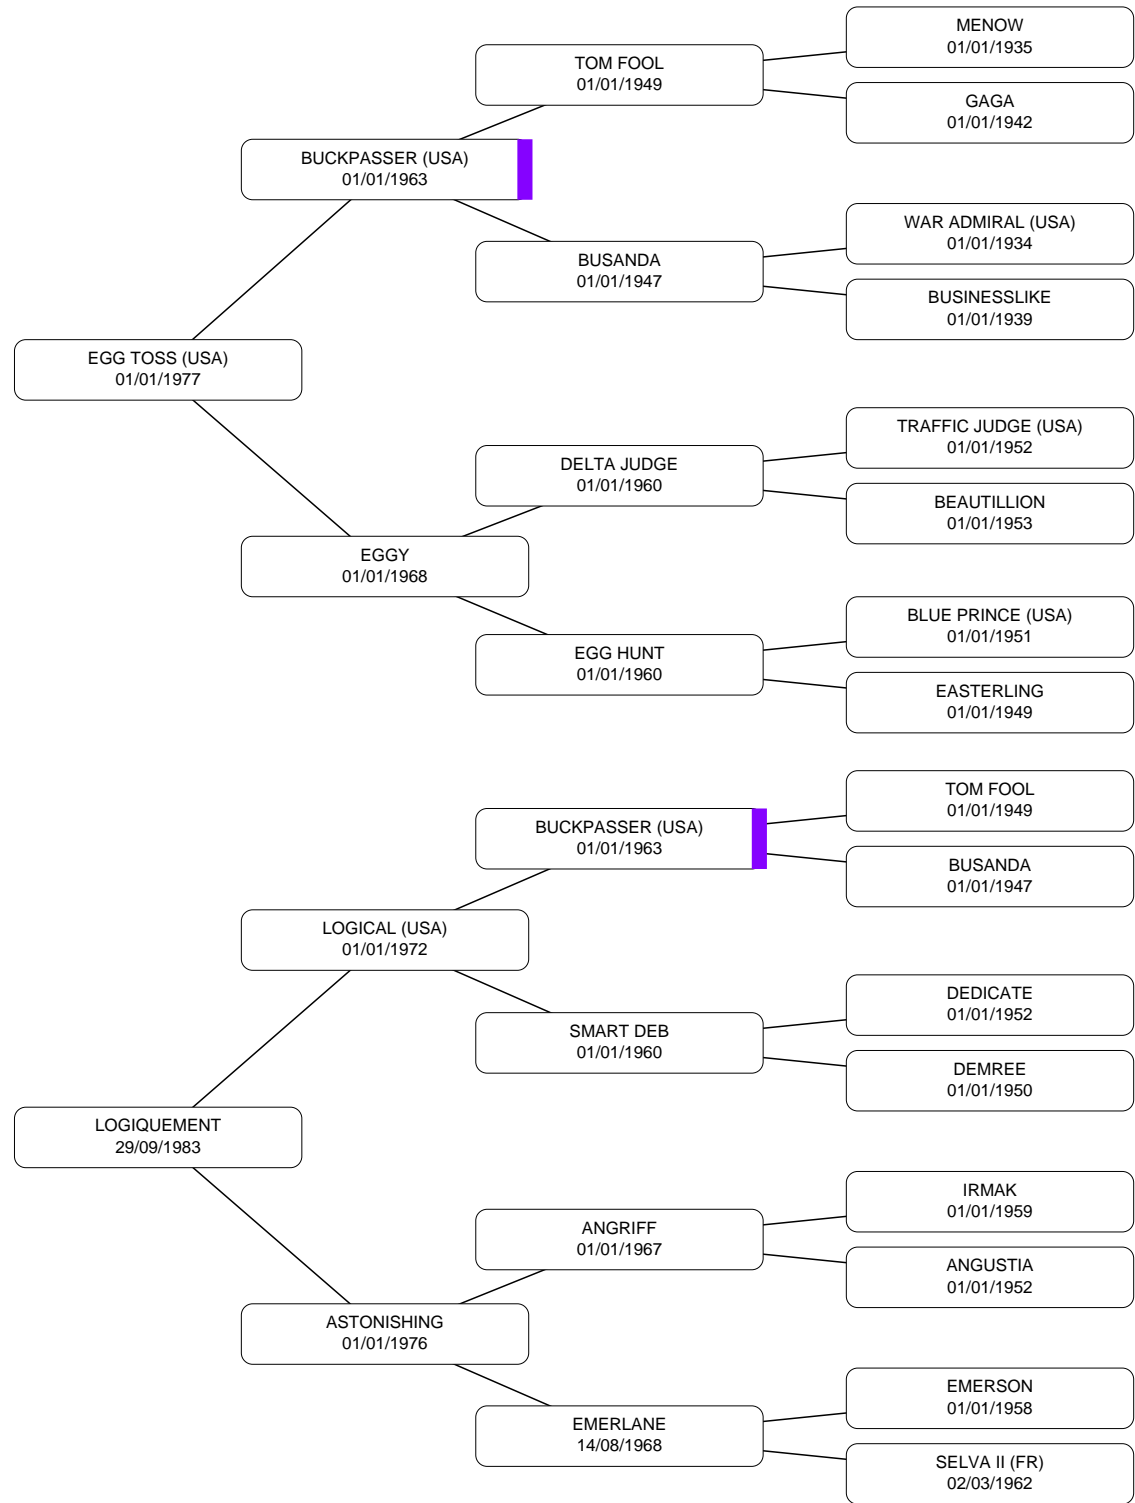 MENOW
01/01/1935
TOM FOOL
01/01/1949
GAGA
01/01/1942
BUCKPASSER (USA)
01/01/1963
WAR ADMIRAL (USA)
01/01/1934
BUSANDA
01/01/1947
BUSINESSLIKE
01/01/1939
EGG TOSS (USA)
01/01/1977
TRAFFIC JUDGE (USA)
01/01/1952
DELTA JUDGE
01/01/1960
BEAUTILLION
01/01/1953
EGGY
01/01/1968
BLUE PRINCE (USA)
01/01/1951
EGG HUNT
01/01/1960
EASTERLING
01/01/1949
TOM FOOL
01/01/1949
BUCKPASSER (USA)
01/01/1963
BUSANDA
01/01/1947
LOGICAL (USA)
01/01/1972
DEDICATE
01/01/1952
SMART DEB
01/01/1960
DEMREE
01/01/1950
LOGIQUEMENT
29/09/1983
IRMAK
01/01/1959
ANGRIFF
01/01/1967
ANGUSTIA
01/01/1952
ASTONISHING
01/01/1976
EMERSON
01/01/1958
EMERLANE
14/08/1968
SELVA II (FR)
02/03/1962